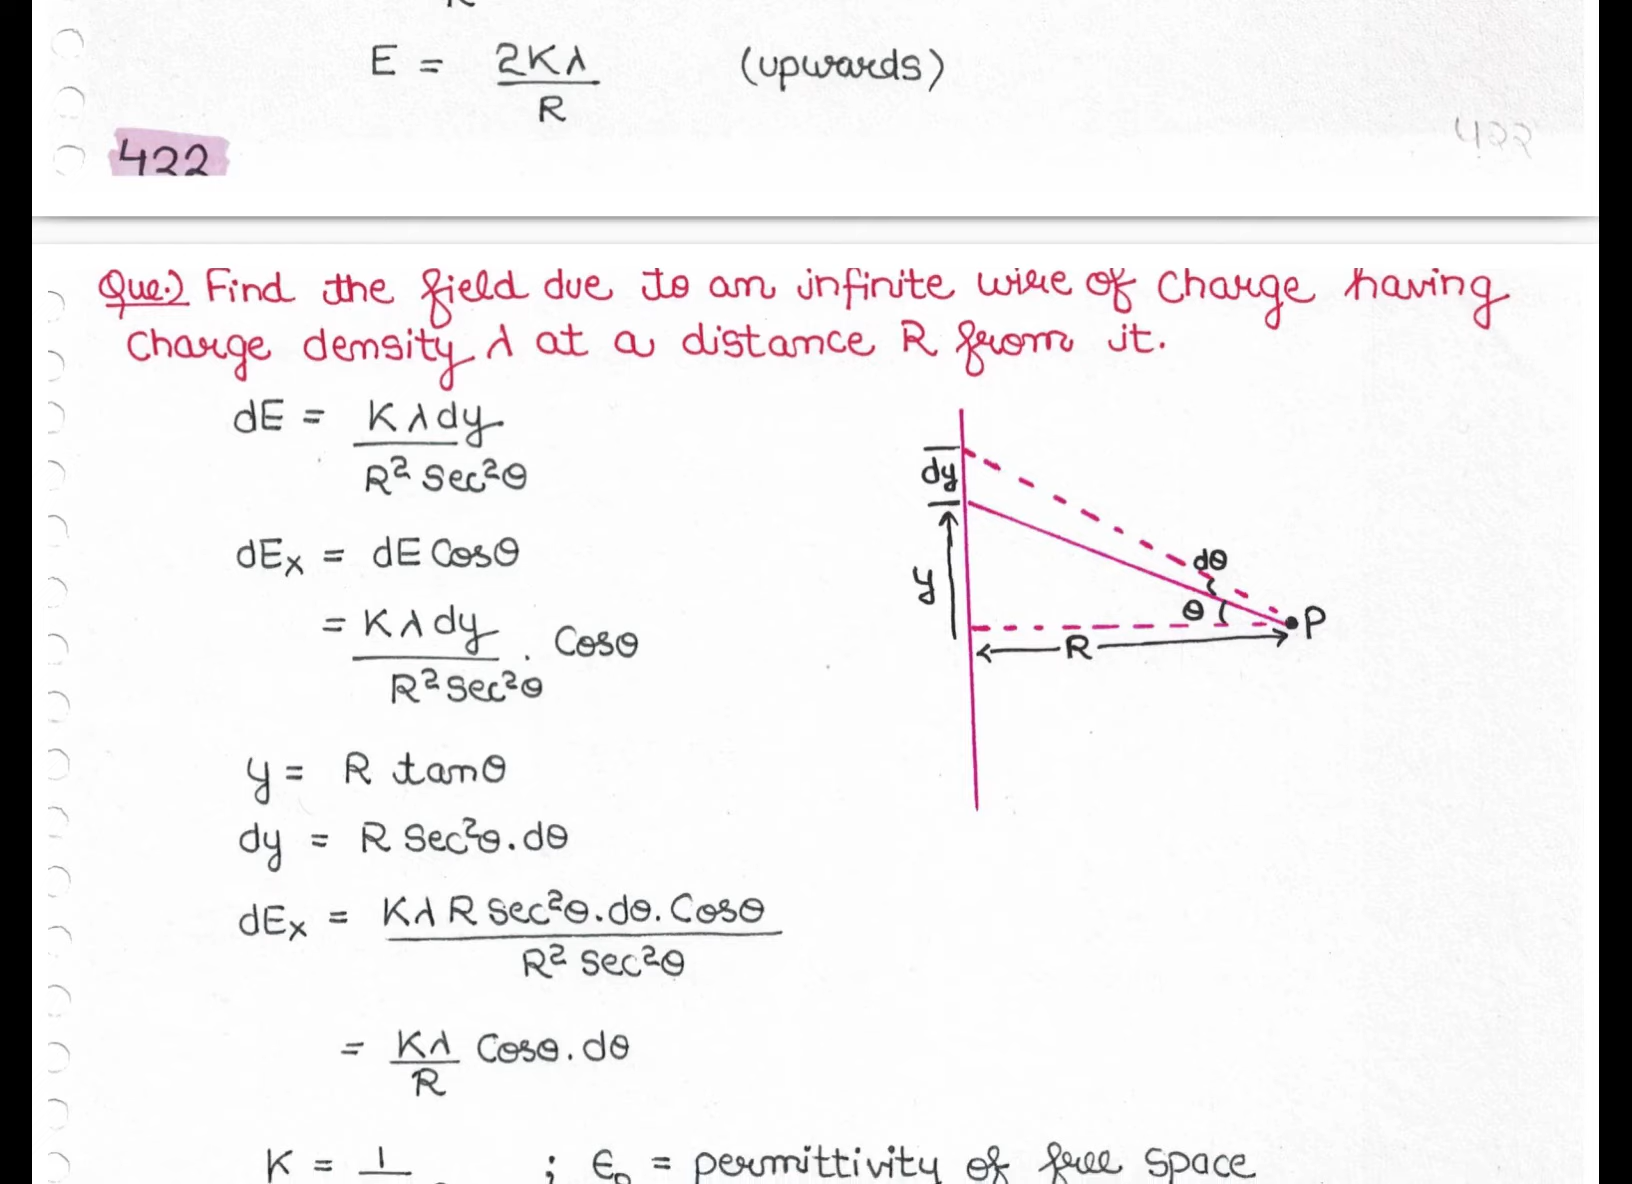 E = 2Kλ (upwards)
R
422
422
Que.) Find the field due to an infinite wire of charge having
charge density λ at a distance R from it.
dE = Kλdy
R² Sec²θ
dEx = dE Cosθ
= Kλdy . Cosθ
R² Sec²θ
y = R tanθ
dy = R Sec²θ.dθ
dEx = KλR Sec²θ.dθ.Cosθ
R² Sec²θ
= Kλ Cosθ.dθ
R
K = 1 ; ε₀ = permittivity of free space
dy
y
dθ
θ
P
R